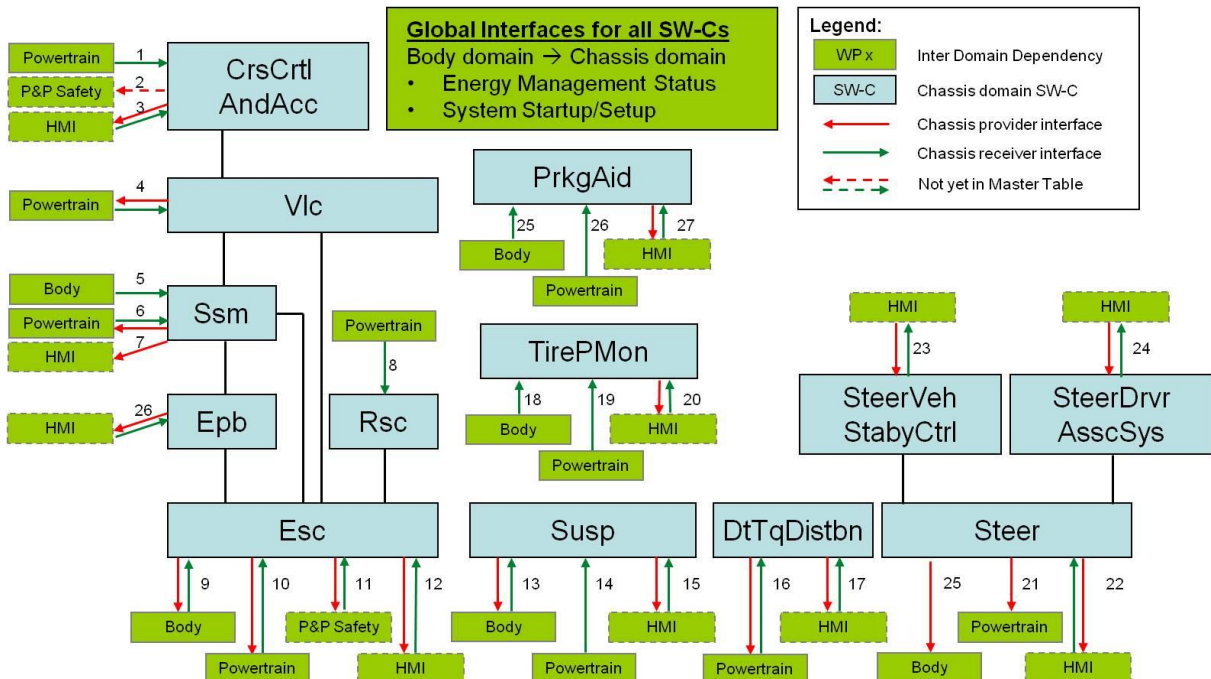 Global Interfaces for all SW-Cs
Body domain → Chassis domain
• Energy Management Status
• System Startup/Setup
Legend:
WP x Inter Domain Dependency
SW-C Chassis domain SW-C
Chassis provider interface
Chassis receiver interface
Not yet in Master Table
Powertrain
1
P&P Safety
2
HMI
3
CrsCrtl
AndAcc
Powertrain
4
Vlc
Body
5
Powertrain
6
HMI
7
Ssm
Powertrain
8
HMI
26
Epb
Rsc
PrkgAid
25
26
27
Body
HMI
Powertrain
TirePMon
18
19
20
Body
HMI
Powertrain
HMI
23
HMI
24
SteerVeh
StabyCtrl
SteerDrvr
AsscSys
Esc
Susp
DtTqDistbn
Steer
9
10
11
12
13
14
15
16
17
25
21
22
Body
P&P Safety
Body
HMI
HMI
Powertrain
Powertrain
HMI
Powertrain
Powertrain
Body
HMI